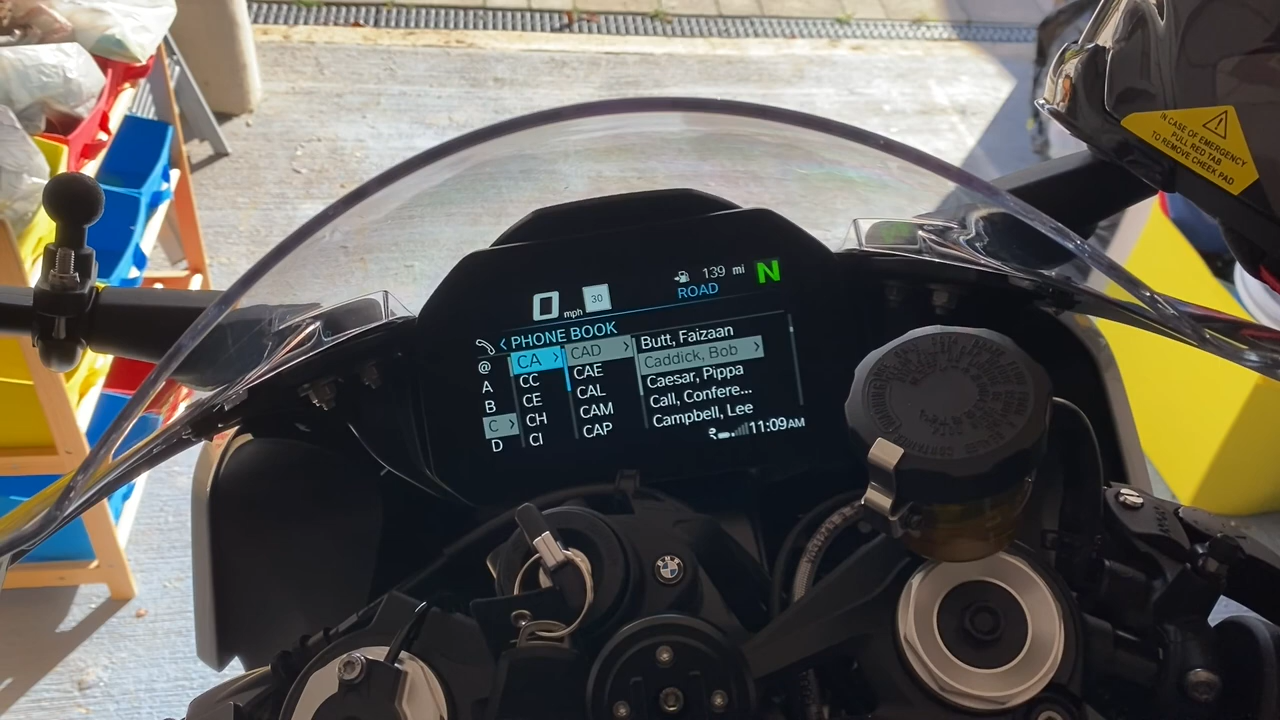 IN CASE OF EMERGENCY
PULL RED TAB
TO REMOVE CHEEK PAD
139 mi
N
0 mph
30
ROAD
PHONE BOOK
@
A
B
C
D
CA
CC
CE
CH
CI
CAD
CAE
CAL
CAM
CAP
Butt, Faizaan
Caddick, Bob
Caesar, Pippa
Call, Confere...
Campbell, Lee
11:09AM